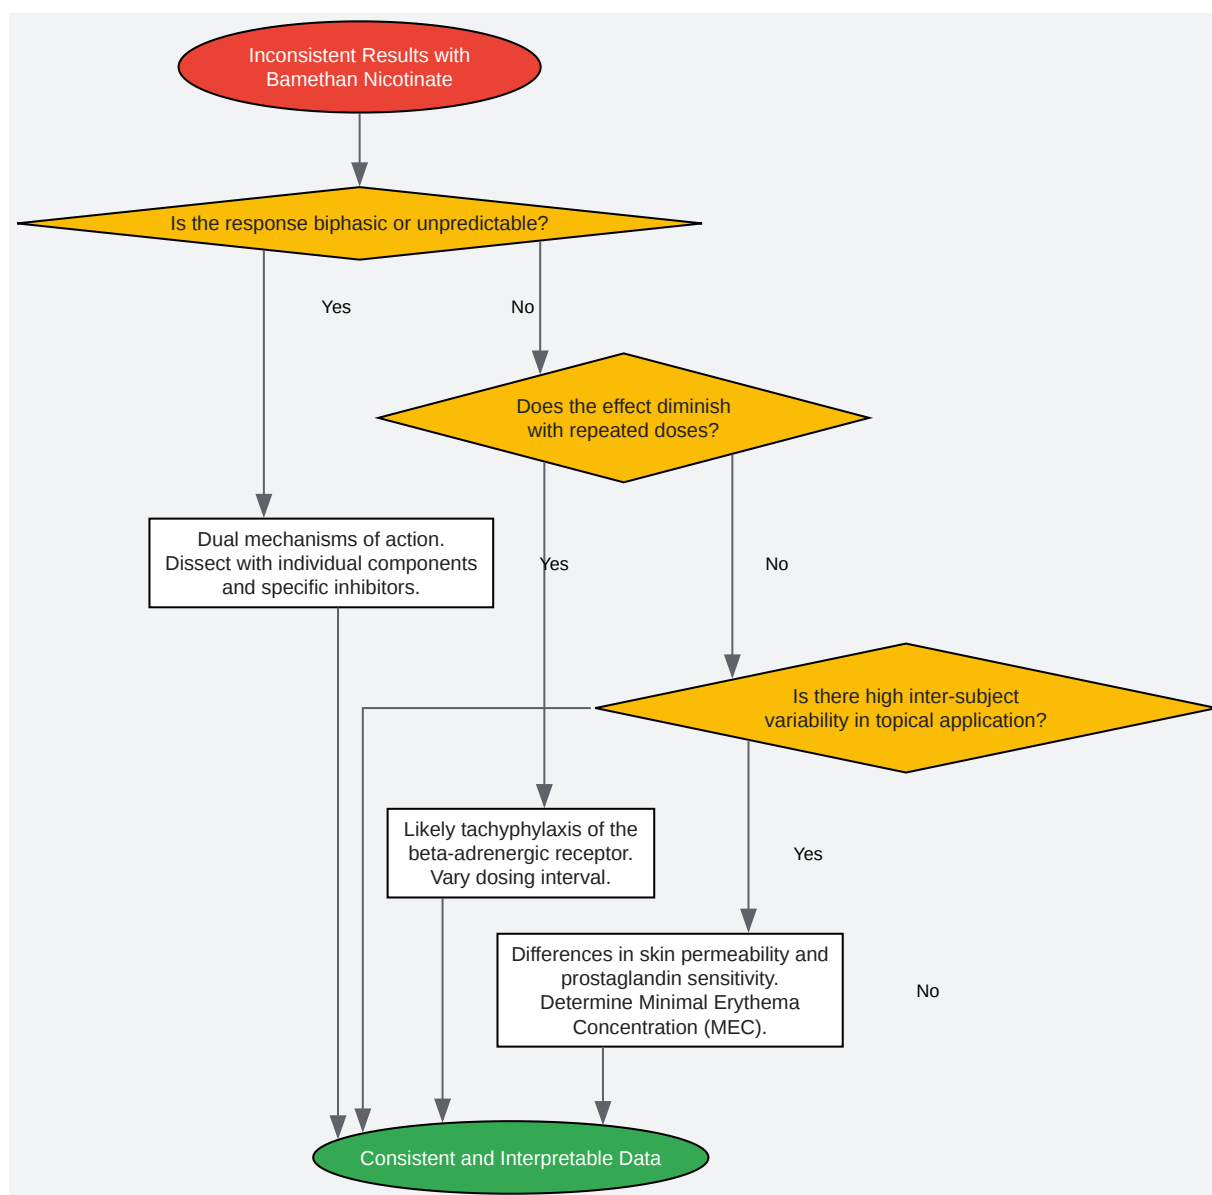 Inconsistent Results with
Bamethan Nicotinate
Is the response biphasic or unpredictable?
Yes
No
Does the effect diminish
with repeated doses?
Dual mechanisms of action.
Dissect with individual components
and specific inhibitors.
Yes
No
Is there high inter-subject
variability in topical application?
Likely tachyphylaxis of the
beta-adrenergic receptor.
Vary dosing interval.
Yes
Differences in skin permeability and
prostaglandin sensitivity.
Determine Minimal Erythema
Concentration (MEC).
No
Consistent and Interpretable Data